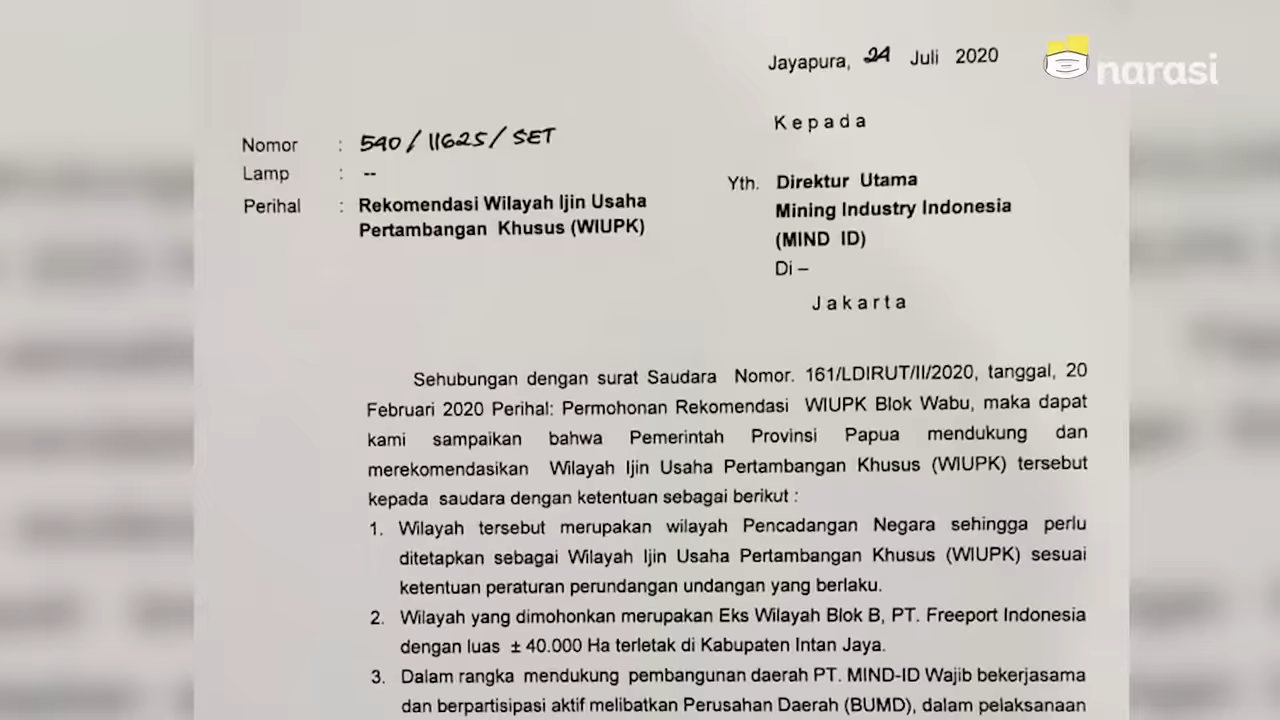 Jayapura, 24 Juli 2020
narasi
Kepada
Nomor : 540/11625/SET
Lamp : --
Perihal : Rekomendasi Wilayah Ijin Usaha
Pertambangan Khusus (WIUPK)
Yth. Direktur Utama
Mining Industry Indonesia
(MIND ID)
Di –
Jakarta
Sehubungan dengan surat Saudara Nomor. 161/LDIRUT/II/2020, tanggal, 20
Februari 2020 Perihal: Permohonan Rekomendasi WIUPK Blok Wabu, maka dapat
kami sampaikan bahwa Pemerintah Provinsi Papua mendukung dan
merekomendasikan Wilayah Ijin Usaha Pertambangan Khusus (WIUPK) tersebut
kepada saudara dengan ketentuan sebagai berikut :
1. Wilayah tersebut merupakan wilayah Pencadangan Negara sehingga perlu
ditetapkan sebagai Wilayah Ijin Usaha Pertambangan Khusus (WIUPK) sesuai
ketentuan peraturan perundangan undangan yang berlaku.
2. Wilayah yang dimohonkan merupakan Eks Wilayah Blok B, PT. Freeport Indonesia
dengan luas ± 40.000 Ha terletak di Kabupaten Intan Jaya.
3. Dalam rangka mendukung pembangunan daerah PT. MIND-ID Wajib bekerjasama
dan berpartisipasi aktif melibatkan Perusahan Daerah (BUMD), dalam pelaksanaan